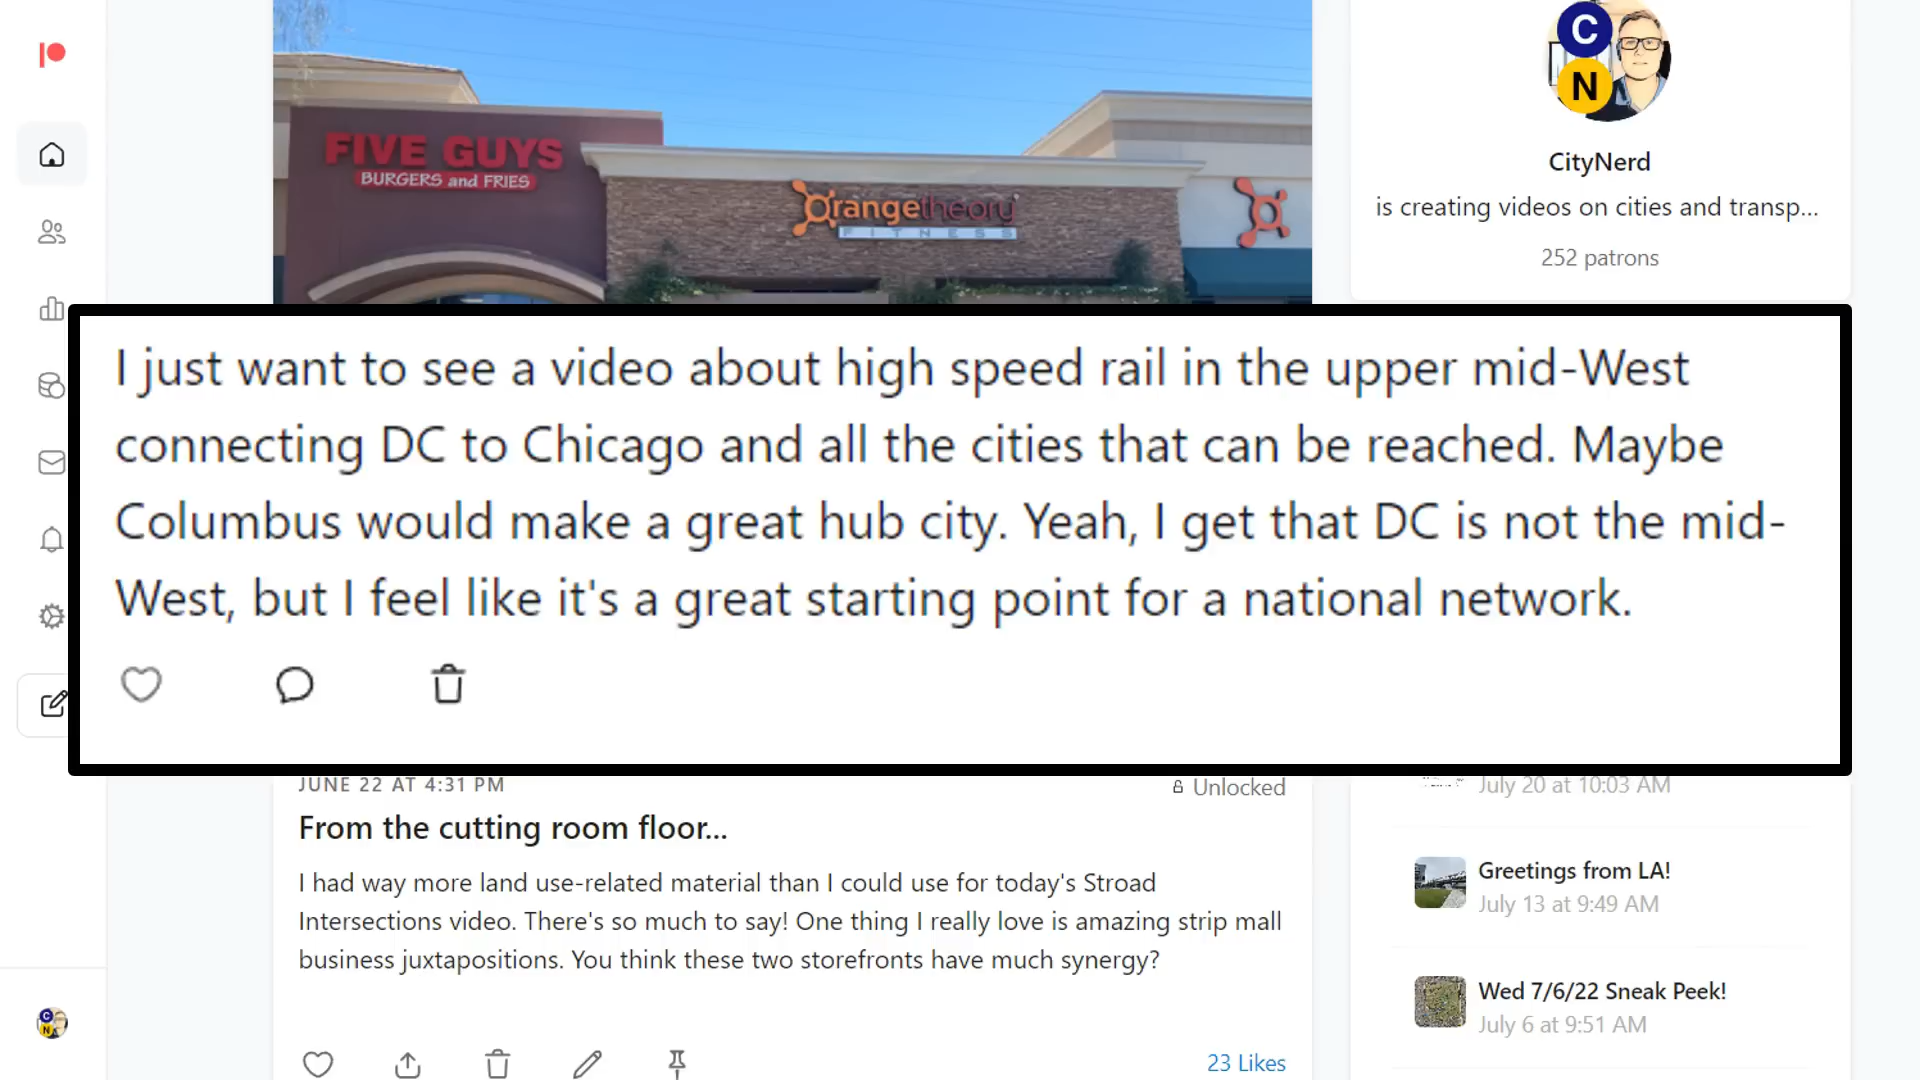 FIVE GUYS
BURGERS and FRIES
Orangetheory
FITNESS
C
N
CityNerd
is creating videos on cities and transp...
252 patrons
I just want to see a video about high speed rail in the upper mid-West
connecting DC to Chicago and all the cities that can be reached. Maybe
Columbus would make a great hub city. Yeah, I get that DC is not the mid-
West, but I feel like it's a great starting point for a national network.
JUNE 22 AT 4:31 PM
Unlocked
From the cutting room floor...
I had way more land use-related material than I could use for today's Stroad
Intersections video. There's so much to say! One thing I really love is amazing strip mall
business juxtapositions. You think these two storefronts have much synergy?
23 Likes
July 20 at 10:03 AM
Greetings from LA!
July 13 at 9:49 AM
Wed 7/6/22 Sneak Peek!
July 6 at 9:51 AM
C
N